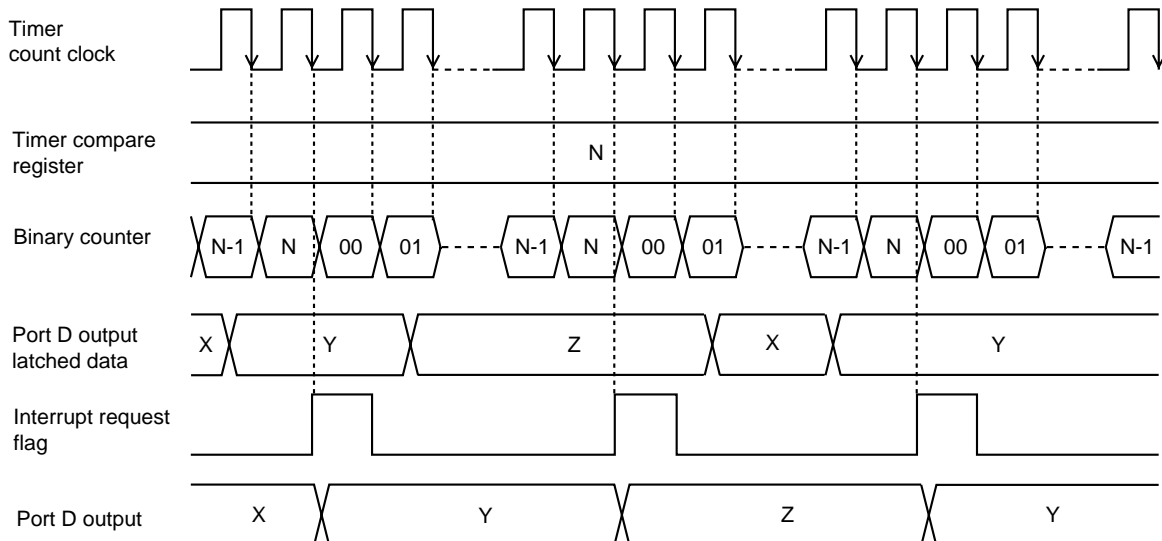 Timer
count clock
Timer compare
register
N
Binary counter
N-1 N 00 01 N-1 N 00 01 N-1 N 00 01 N-1
Port D output
latched data
X Y Z X Y
Interrupt request
flag
Port D output
X Y Z Y